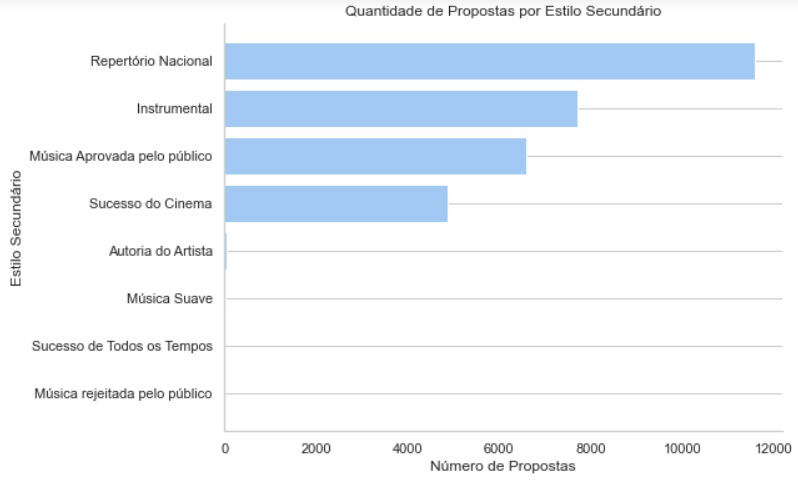 Quantidade de Propostas por Estilo Secundário
Estilo Secundário
Repertório Nacional
Instrumental
Música Aprovada pelo público
Sucesso do Cinema
Autoria do Artista
Música Suave
Sucesso de Todos os Tempos
Música rejeitada pelo público
0 2000 4000 6000 8000 10000 12000
Número de Propostas